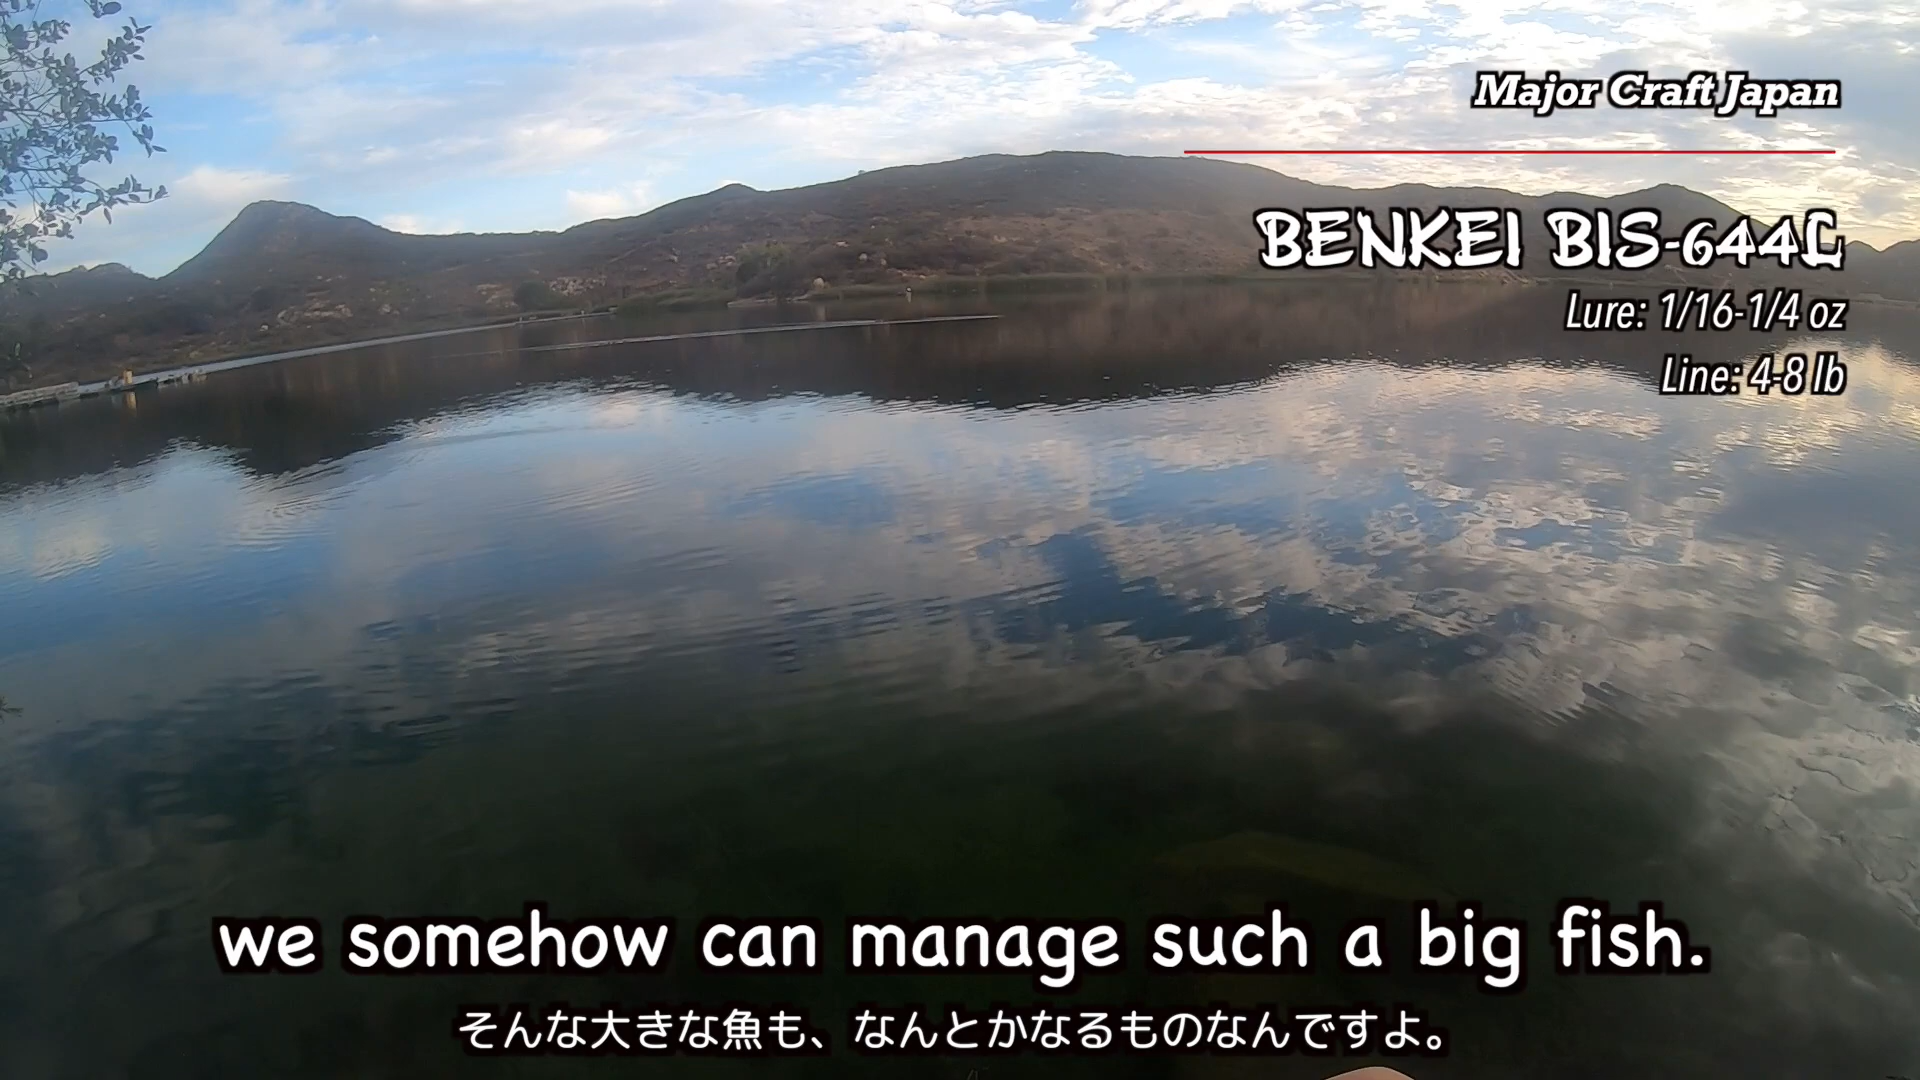 Major Craft Japan
BENKEI BIS-644L
Lure: 1/16-1/4 oz
Line: 4-8 lb
we somehow can manage such a big fish.
そんな大きな魚も、なんとかなるものなんですよ。